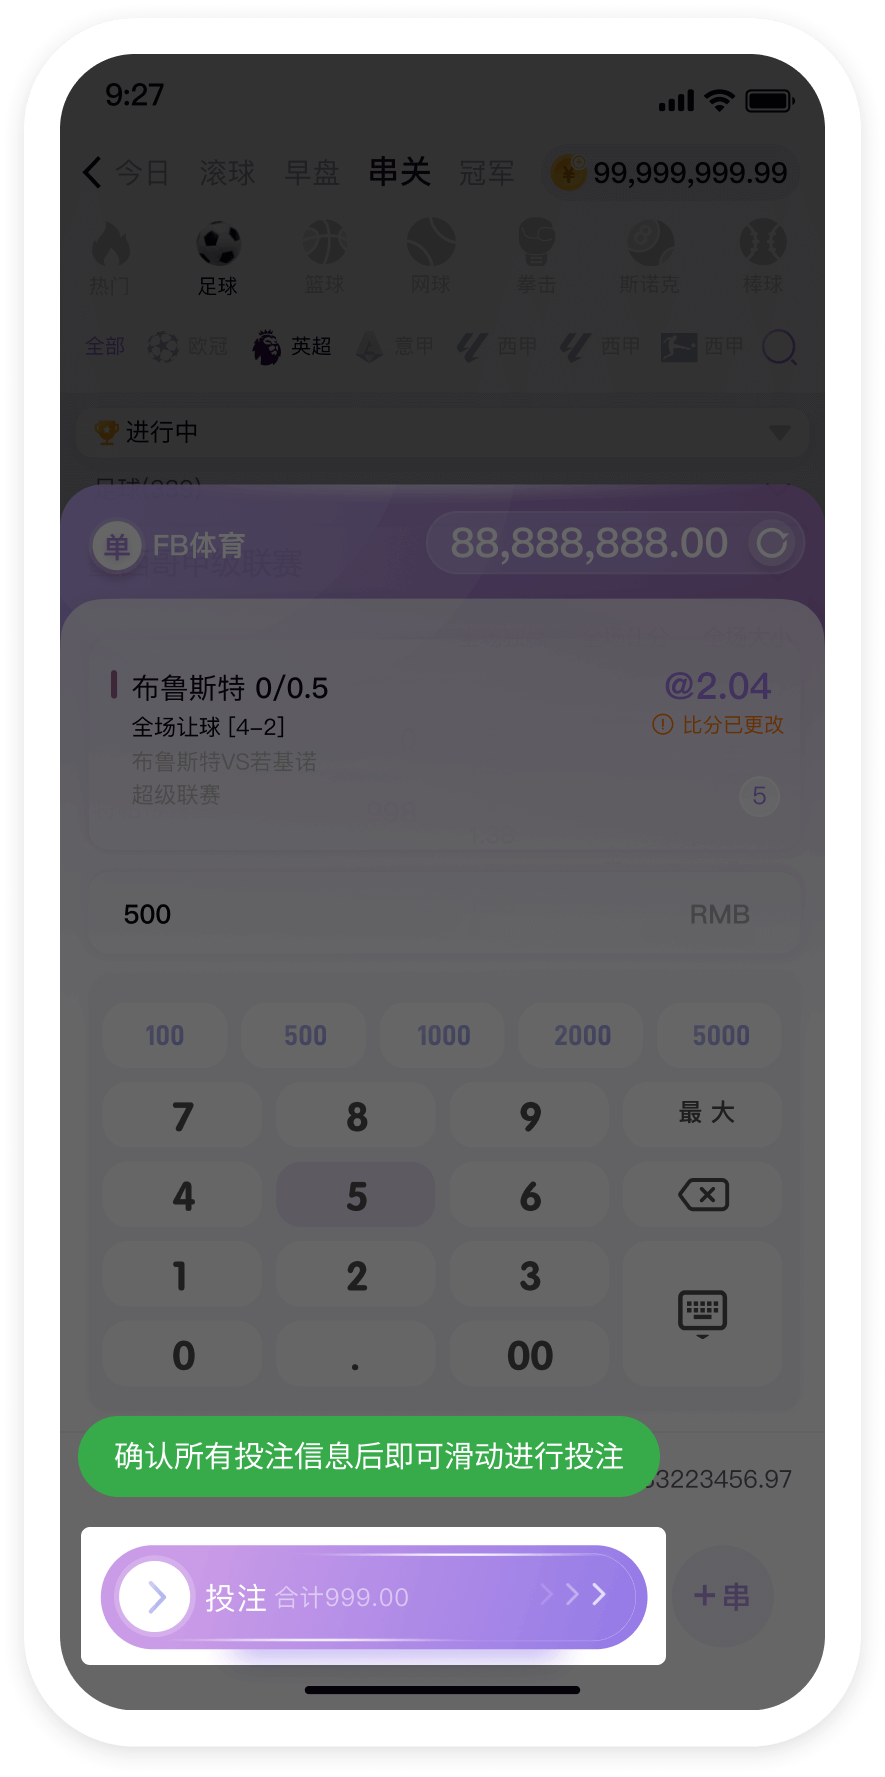 9:27
今日 滚球 早盘 串关 冠军 ¥ 99,999,999.99
热门 足球 篮球 网球 拳击 斯诺克 棒球
全部 欧冠 英超 意甲 西甲 西甲 西甲
进行中
单 FB体育 88,888,888.00
布鲁斯特 0/0.5 @2.04
全场让球 [4-2] 比分已更改
布鲁斯特VS若基诺
超级联赛 5
500 RMB
100 500 1000 2000 5000
7 8 9 最大
4 5 6
1 2 3
0 . 00
确认所有投注信息后即可滑动进行投注 3223456.97
投注 合计999.00 +串